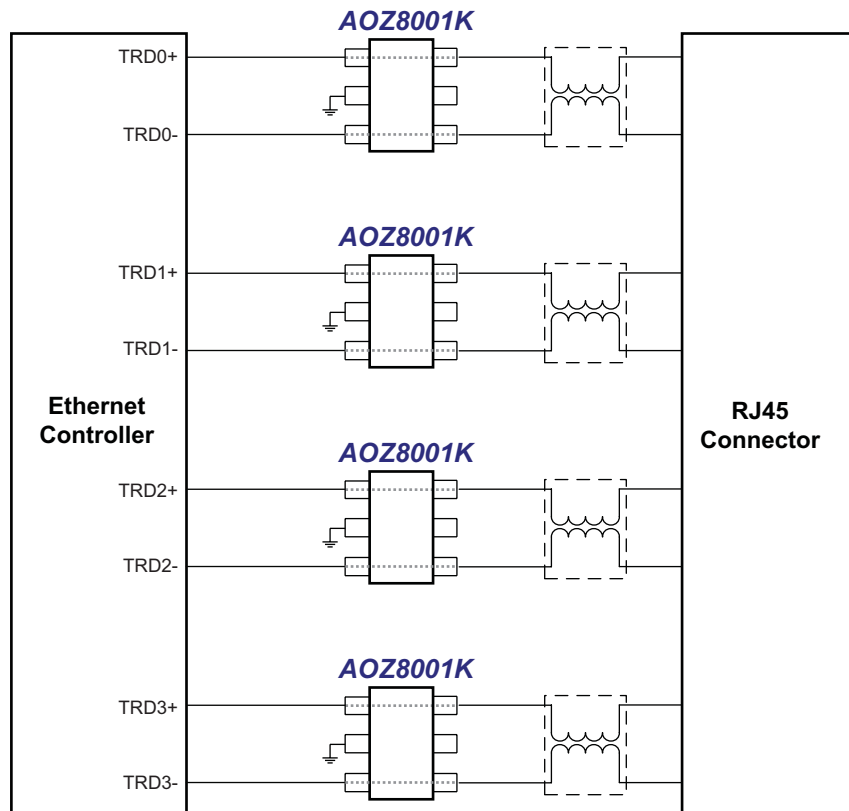 AOZ8001K
TRD0+
TRD0-
AOZ8001K
TRD1+
TRD1-
Ethernet
Controller
RJ45
Connector
AOZ8001K
TRD2+
TRD2-
AOZ8001K
TRD3+
TRD3-